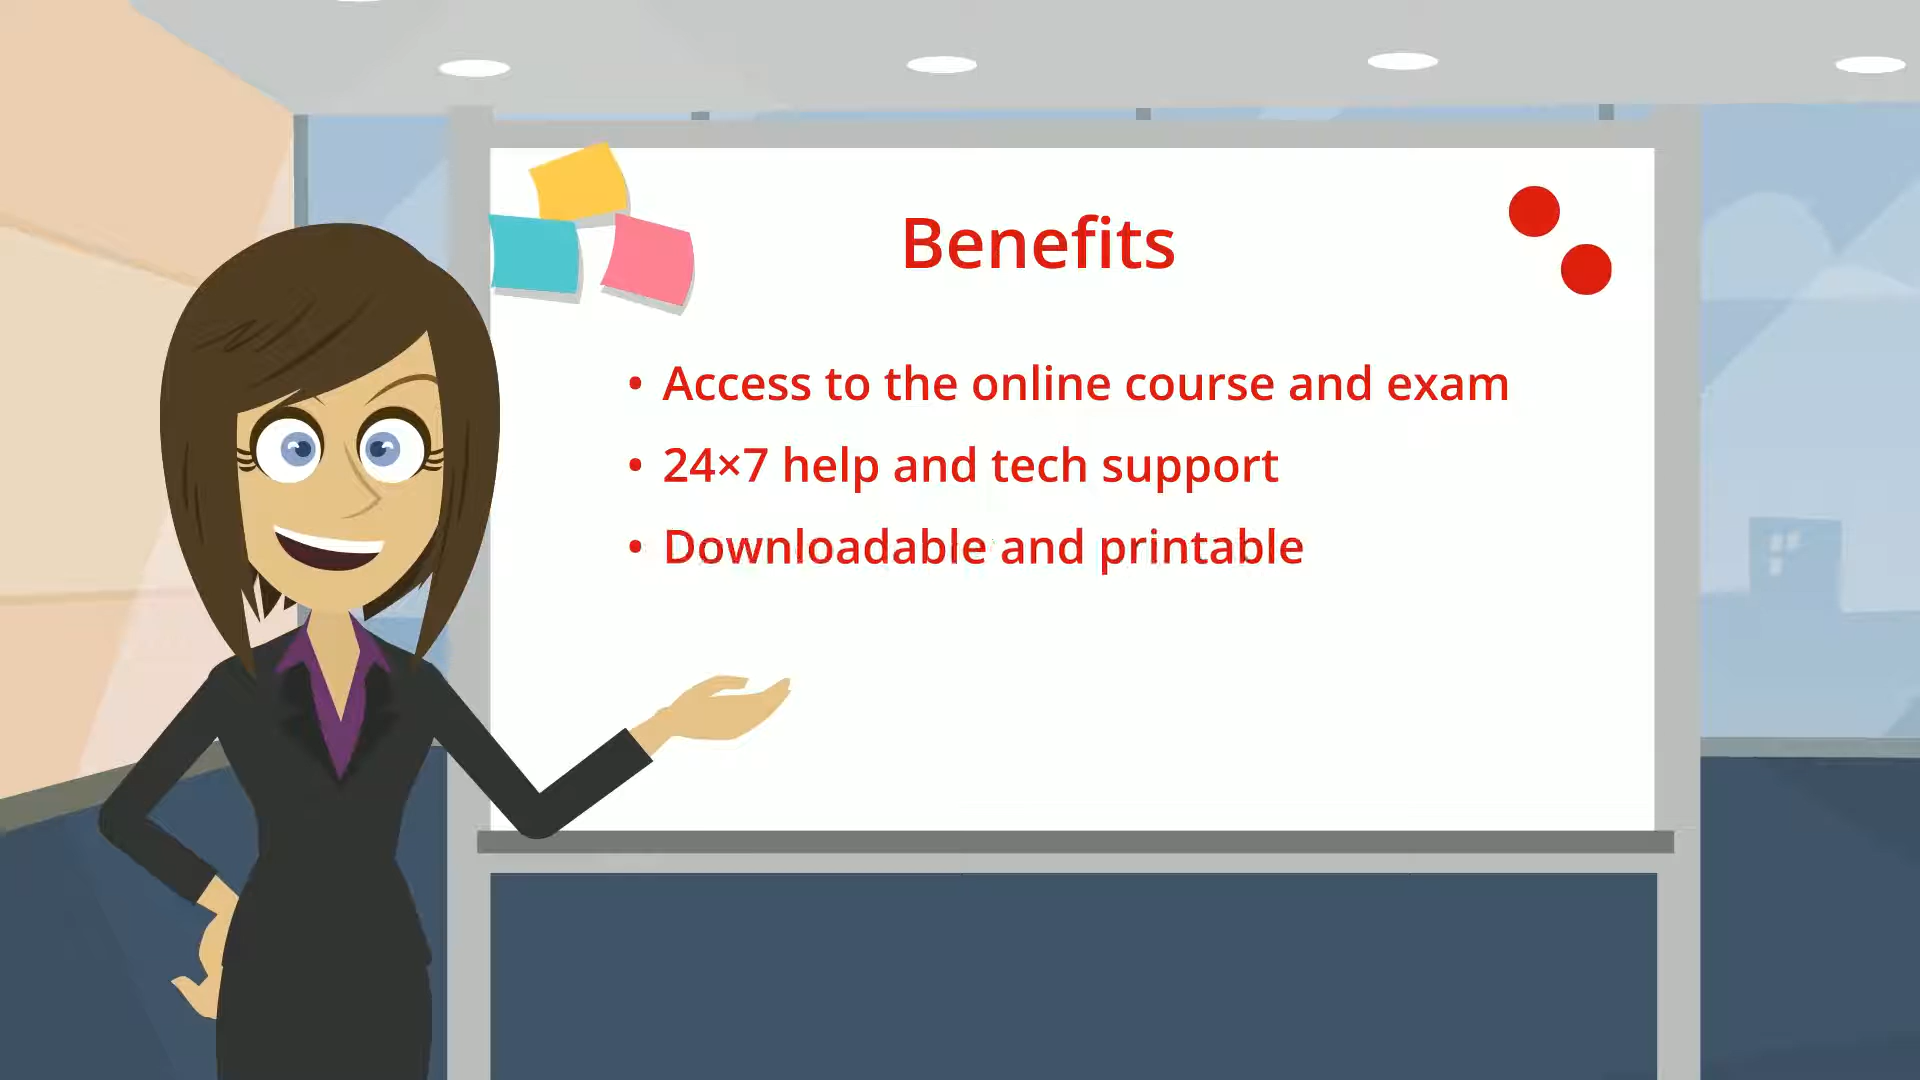 Benefits
• Access to the online course and exam
• 24×7 help and tech support
• Downloadable and printable